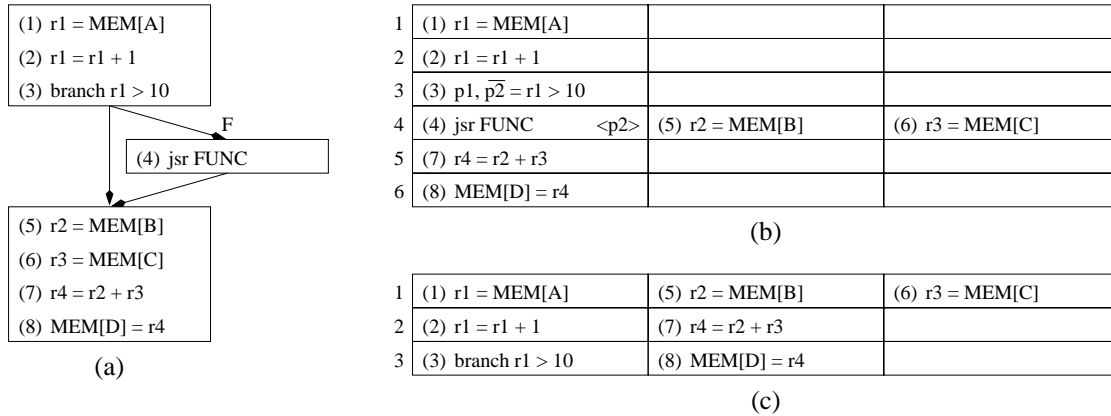 (1) r1 = MEM[A]
(2) r1 = r1 + 1
(3) branch r1 > 10
F
(4) jsr FUNC
(5) r2 = MEM[B]
(6) r3 = MEM[C]
(7) r4 = r2 + r3
(8) MEM[D] = r4
(a)
1 (1) r1 = MEM[A]
2 (2) r1 = r1 + 1
3 (3) p1, p̅2̅ = r1 > 10
4 (4) jsr FUNC <p2> (5) r2 = MEM[B] (6) r3 = MEM[C]
5 (7) r4 = r2 + r3
6 (8) MEM[D] = r4
(b)
1 (1) r1 = MEM[A] (5) r2 = MEM[B] (6) r3 = MEM[C]
2 (2) r1 = r1 + 1 (7) r4 = r2 + r3
3 (3) branch r1 > 10 (8) MEM[D] = r4
(c)